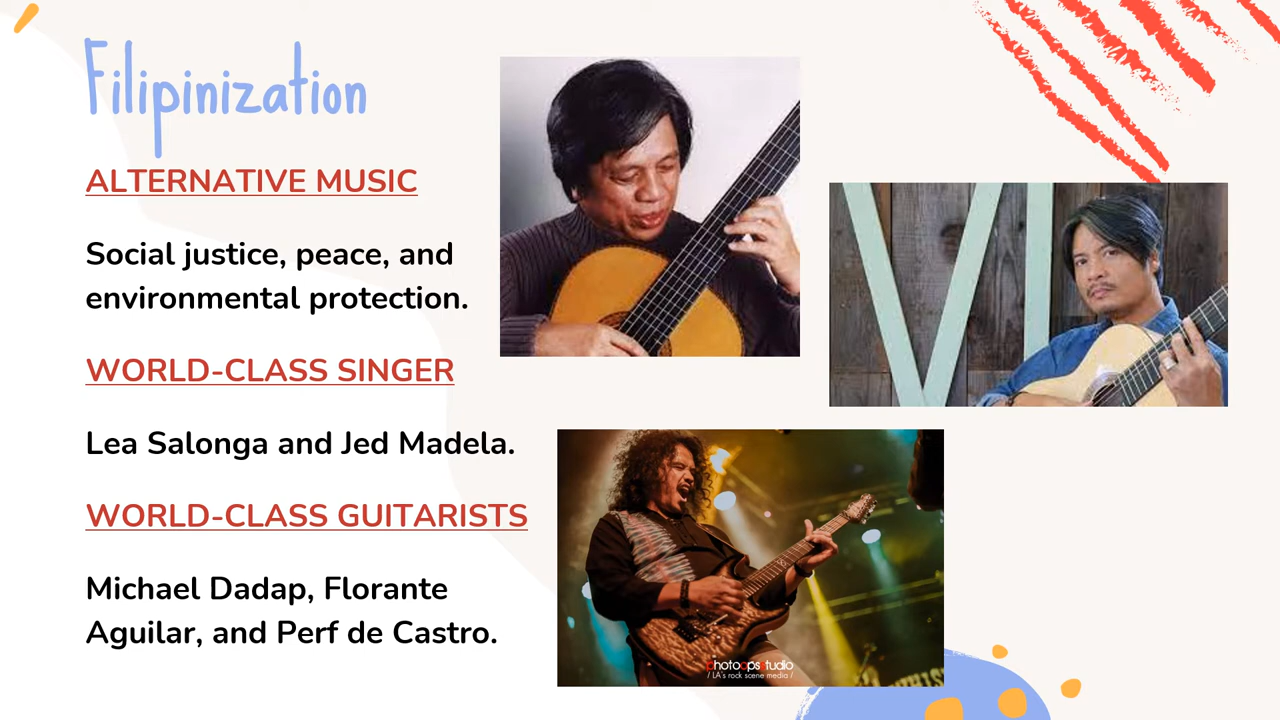 Filipinization
ALTERNATIVE MUSIC
Social justice, peace, and
environmental protection.
WORLD-CLASS SINGER
Lea Salonga and Jed Madela.
WORLD-CLASS GUITARISTS
Michael Dadap, Florante
Aguilar, and Perf de Castro.
photoopsstudio
/ LA's rock scene media /